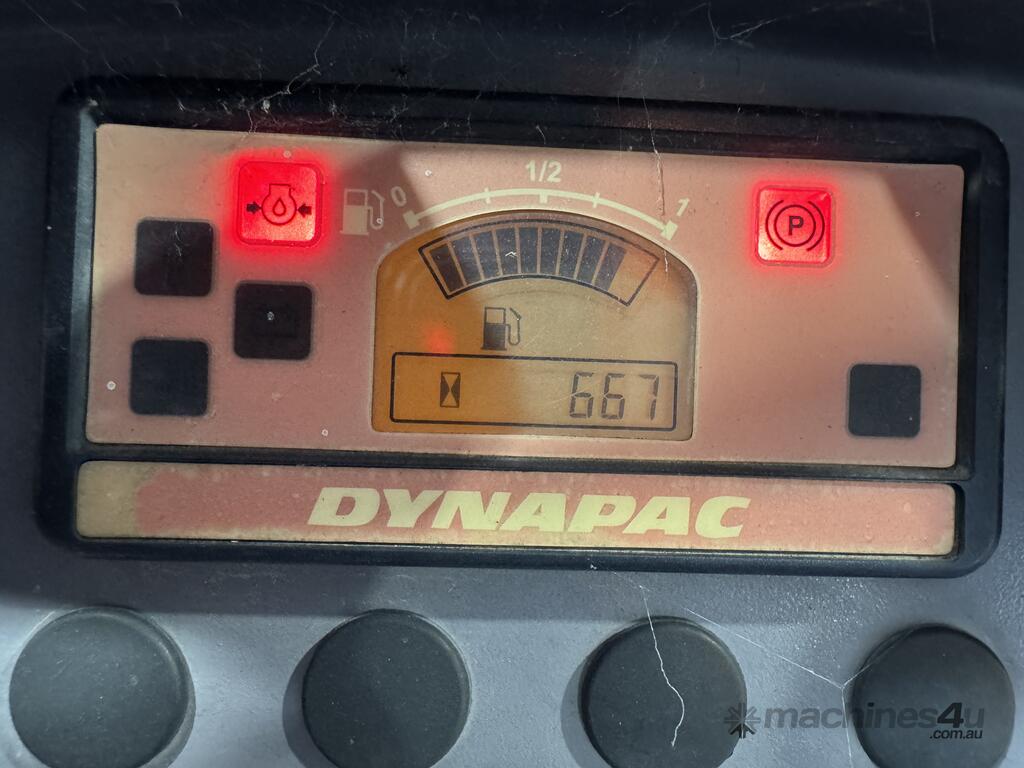 1/2
0
1
P
667
DYNAPAC
machines4u
.com.au